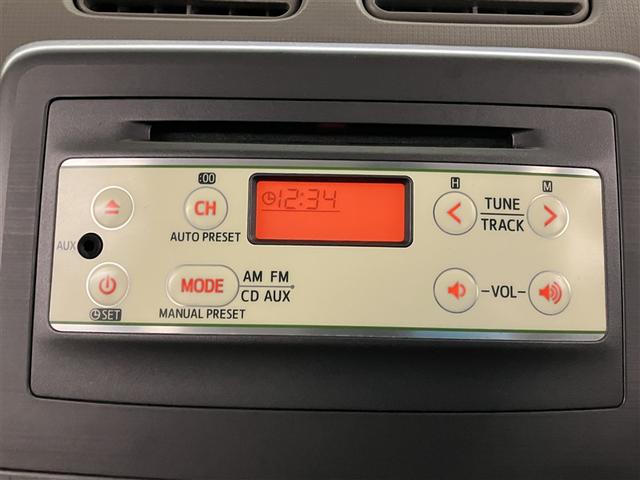 :00
H
M
CH
12:34
TUNE
TRACK
AUTO PRESET
AUX
MODE
AM FM
CD AUX
-VOL-
SET
MANUAL PRESET